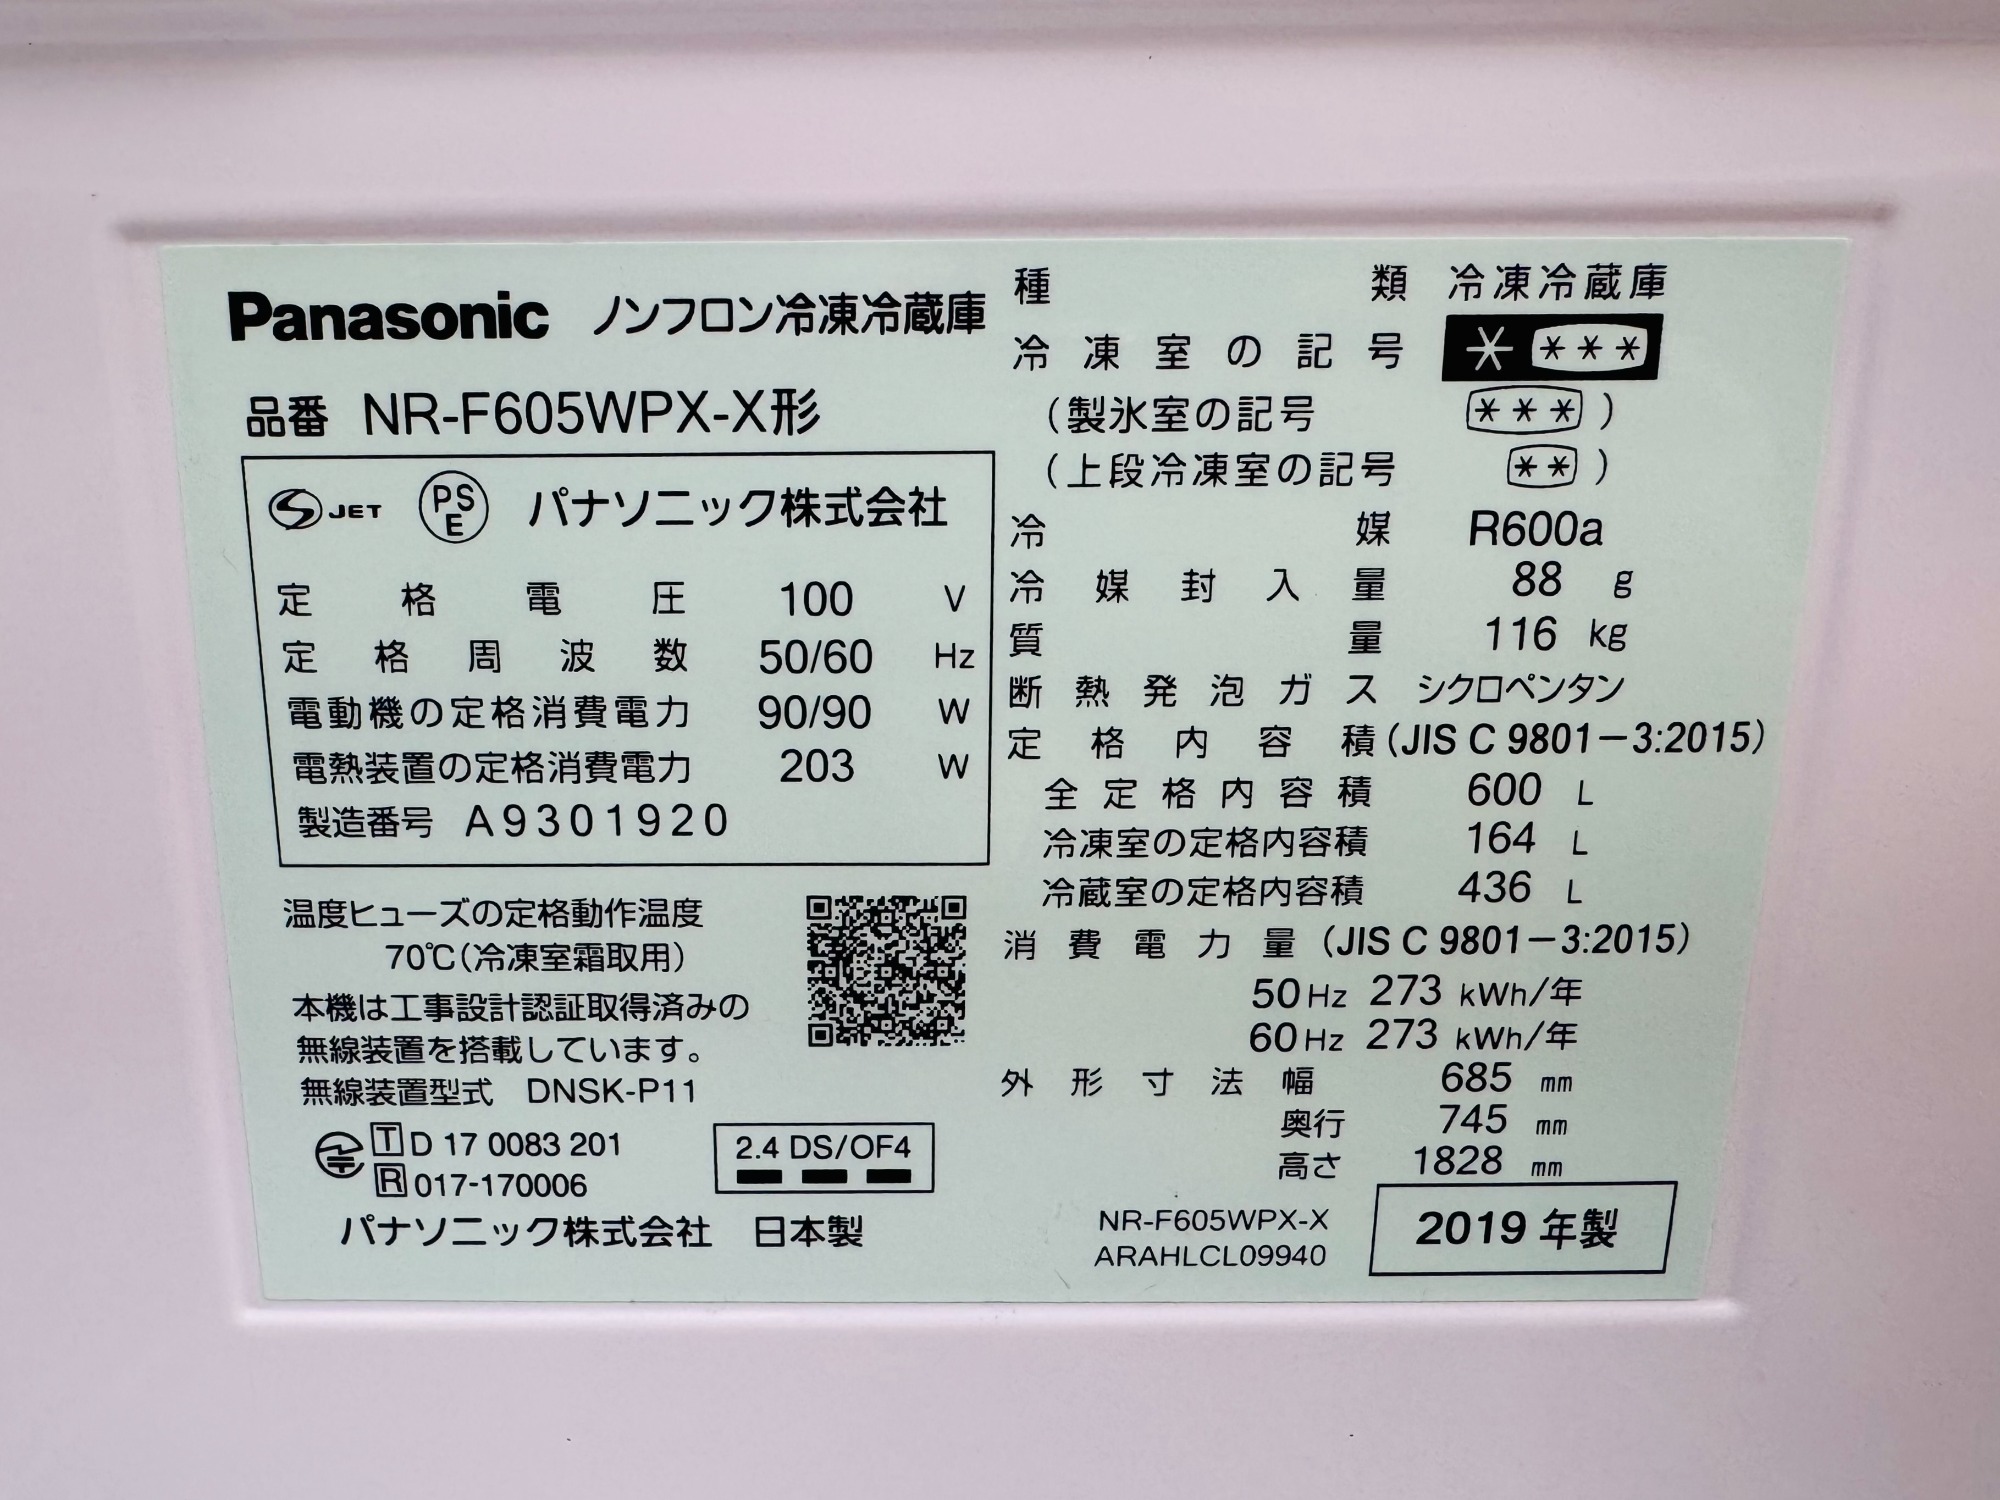 Panasonic ノンフロン冷凍冷蔵庫
品番 NR-F605WPX-X形
JET PSE パナソニック株式会社
定格電圧 100 V
定格周波数 50/60 Hz
電動機の定格消費電力 90/90 W
電熱装置の定格消費電力 203 W
製造番号 A9301920
温度ヒューズの定格動作温度
70℃(冷凍室霜取用)
本機は工事設計認証取得済みの
無線装置を搭載しています。
無線装置型式 DNSK-P11
T D 17 0083 201
R 017-170006
2.4 DS/OF4
パナソニック株式会社 日本製
種類 冷凍冷蔵庫
冷凍室の記号 * ***
(製氷室の記号 ***)
(上段冷凍室の記号 **)
冷媒 R600a
冷媒封入量 88 g
質量 116 kg
断熱発泡ガス シクロペンタン
定格内容積(JIS C 9801-3:2015)
全定格内容積 600 L
冷凍室の定格内容積 164 L
冷蔵室の定格内容積 436 L
消費電力量(JIS C 9801-3:2015)
50Hz 273 kWh/年
60Hz 273 kWh/年
外形寸法 幅 685 mm
奥行 745 mm
高さ 1828 mm
NR-F605WPX-X
ARAHLCL09940
2019年製